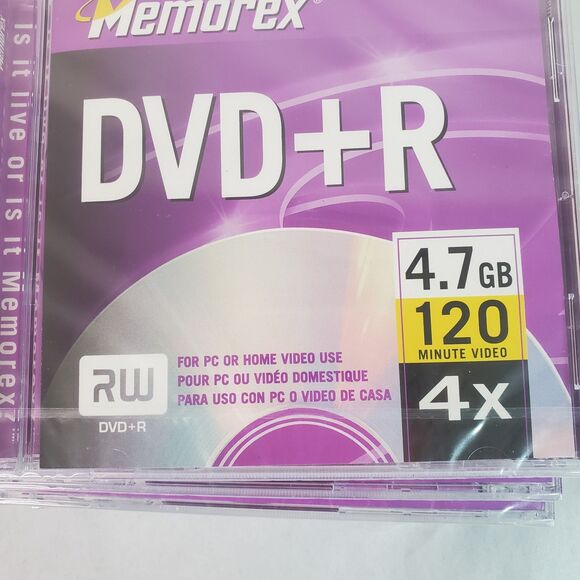 Memorex®
DVD+R
4.7GB
120
MINUTE VIDEO
4x
RW
DVD+R
FOR PC OR HOME VIDEO USE
POUR PC OU VIDÉO DOMESTIQUE
PARA USO CON PC O VIDEO DE CASA
Is it live or is it Memorex?